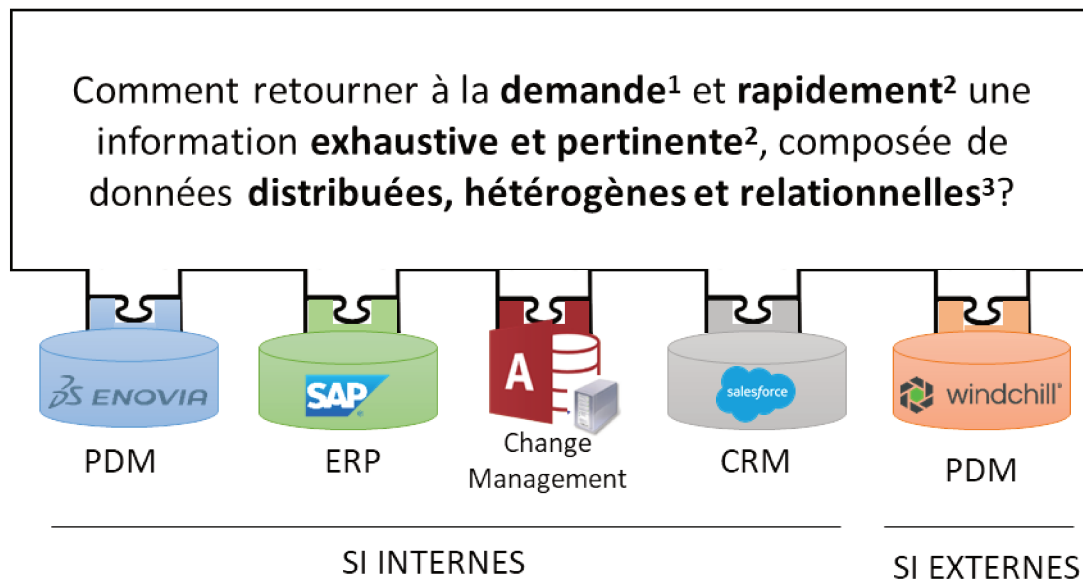 Comment retourner à la demande¹ et rapidement² une
information exhaustive et pertinente², composée de
données distribuées, hétérogènes et relationnelles³?
ENOVIA
SAP
A
salesforce
windchill
PDM
ERP
Change
Management
CRM
PDM
SI INTERNES
SI EXTERNES